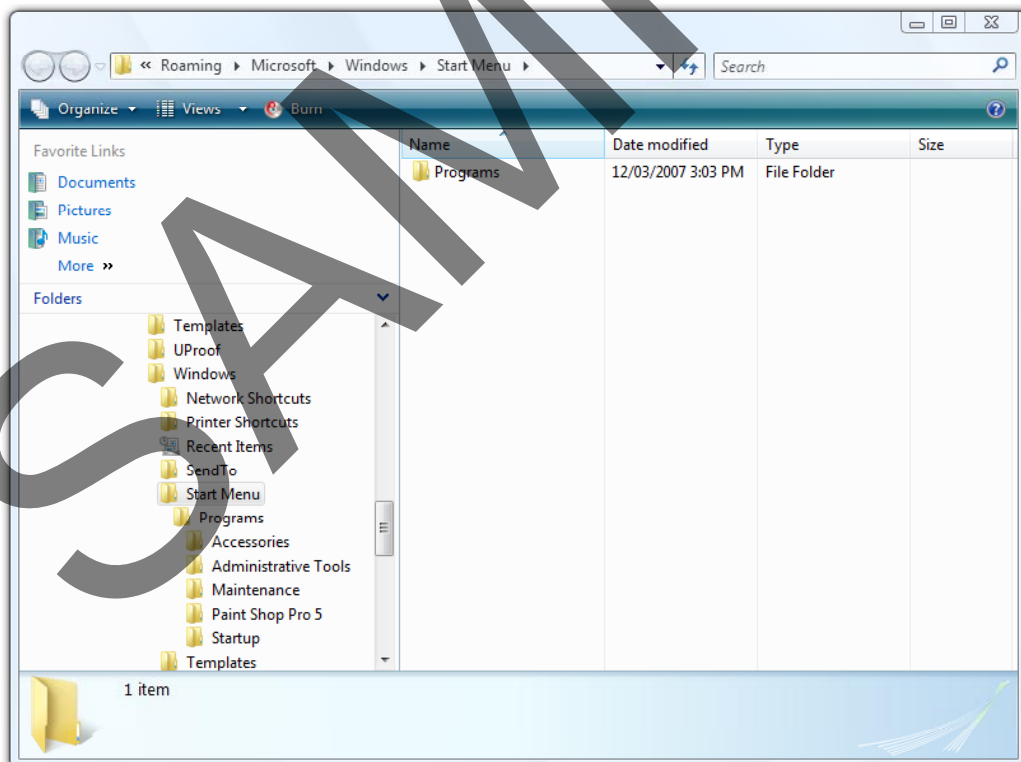 « Roaming ▸ Microsoft ▸ Windows ▸ Start Menu ▸
Search
Organize
Views
Burn
Favorite Links
Documents
Pictures
Music
More »
Folders
Templates
UProof
Windows
Network Shortcuts
Printer Shortcuts
Recent Items
SendTo
Start Menu
Programs
Accessories
Administrative Tools
Maintenance
Paint Shop Pro 5
Startup
Templates
Name Date modified Type Size
Programs 12/03/2007 3:03 PM File Folder
1 item